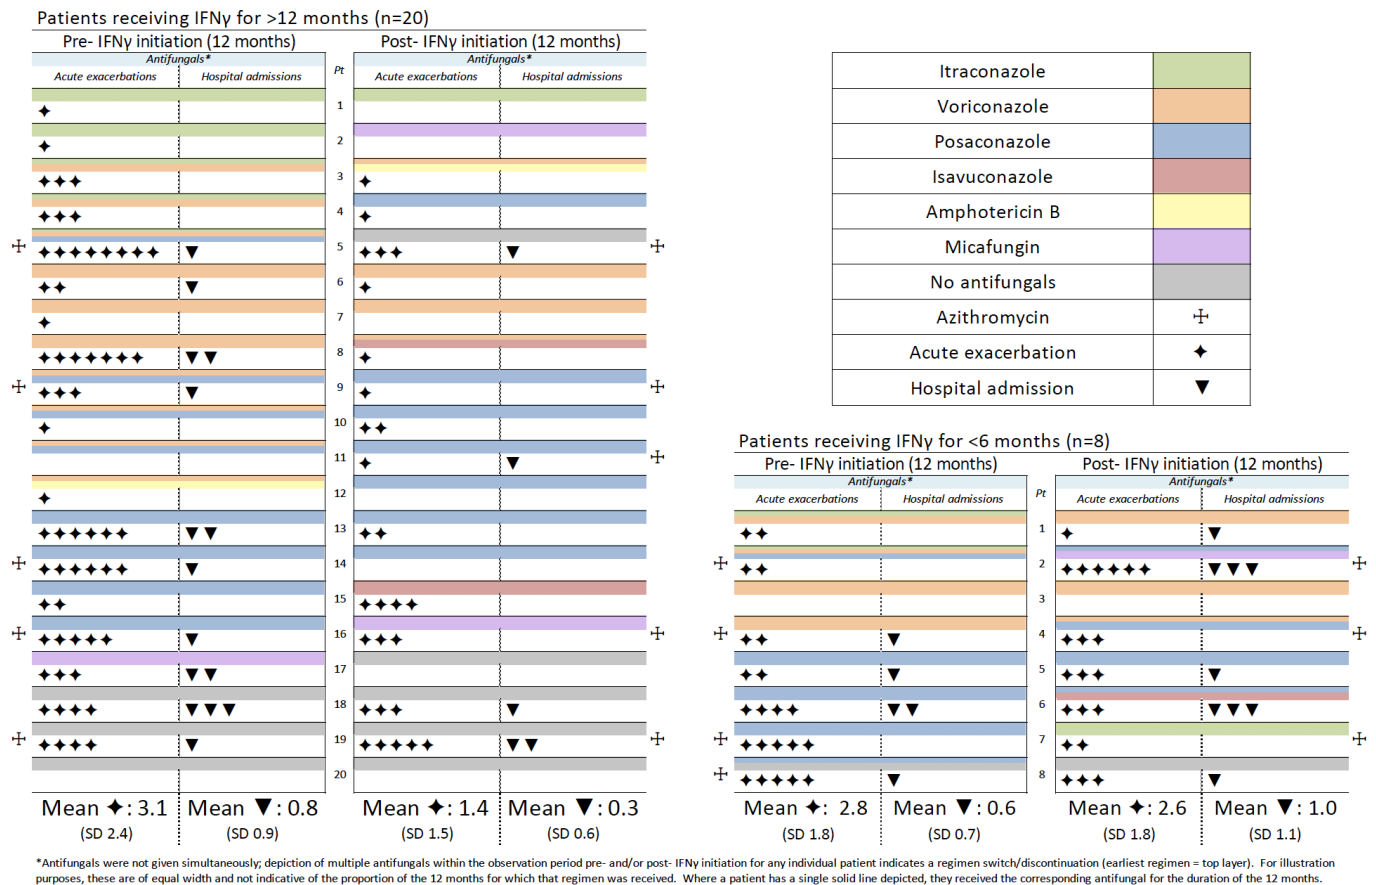 Patients receiving IFNγ for >12 months (n=20)
Pre- IFNγ initiation (12 months)
Post- IFNγ initiation (12 months)
Antifungals*
Antifungals*
Acute exacerbations
Hospital admissions
Pt
Acute exacerbations
Hospital admissions
1
2
3
4
5
6
7
8
9
10
11
12
13
14
15
16
17
18
19
20
Mean ✦: 3.1
(SD 2.4)
Mean ▼: 0.8
(SD 0.9)
Mean ✦: 1.4
(SD 1.5)
Mean ▼: 0.3
(SD 0.6)
Itraconazole
Voriconazole
Posaconazole
Isavuconazole
Amphotericin B
Micafungin
No antifungals
Azithromycin
Acute exacerbation
Hospital admission
Patients receiving IFNγ for <6 months (n=8)
Pre- IFNγ initiation (12 months)
Post- IFNγ initiation (12 months)
Antifungals*
Antifungals*
Acute exacerbations
Hospital admissions
Pt
Acute exacerbations
Hospital admissions
1
2
3
4
5
6
7
8
Mean ✦: 2.8
(SD 1.8)
Mean ▼: 0.6
(SD 0.7)
Mean ✦: 2.6
(SD 1.8)
Mean ▼: 1.0
(SD 1.1)
*Antifungals were not given simultaneously; depiction of multiple antifungals within the observation period pre- and/or post- IFNγ initiation for any individual patient indicates a regimen switch/discontinuation (earliest regimen = top layer). For illustration
purposes, these are of equal width and not indicative of the proportion of the 12 months for which that regimen was received. Where a patient has a single solid line depicted, they received the corresponding antifungal for the duration of the 12 months.